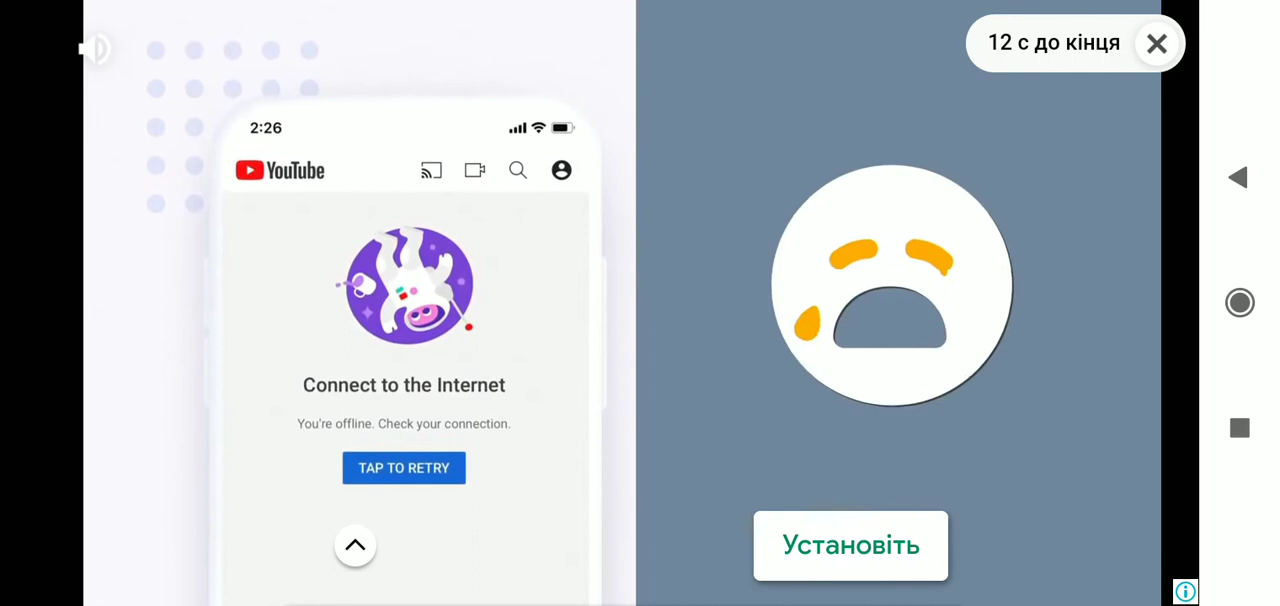 12 с до кінця
2:26
YouTube
Connect to the Internet
You're offline. Check your connection.
TAP TO RETRY
Установіть